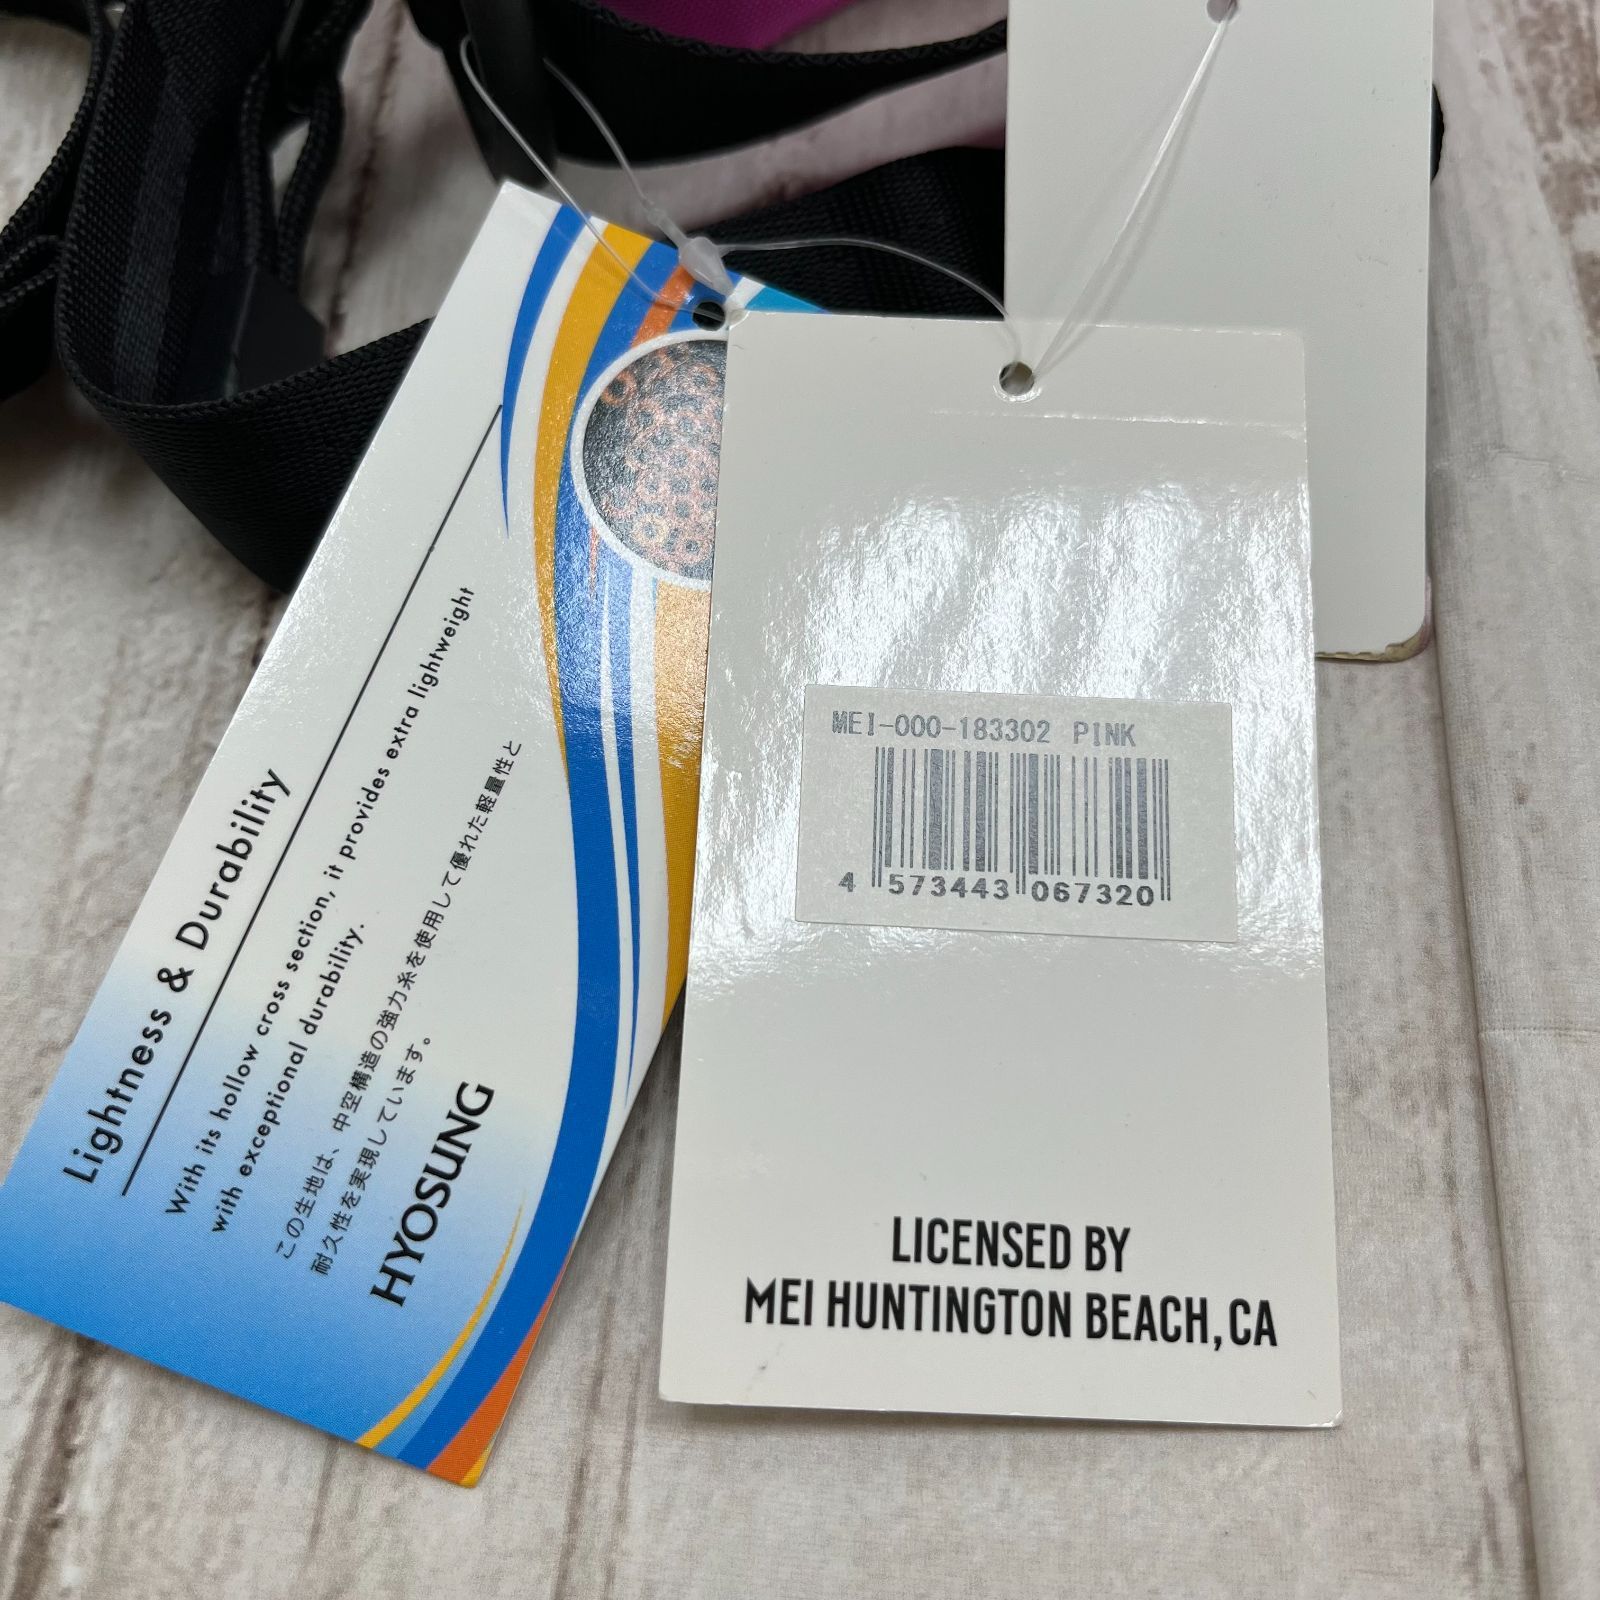 Lightness & Durability
With its hollow cross section, it provides extra lightweight
with exceptional durability.
この生地は、中空構造の強力糸を使用して優れた軽量性と
耐久性を実現しています。
HYOSUNG
MEI-000-183302 PINK
4 573443 067320
LICENSED BY
MEI HUNTINGTON BEACH, CA